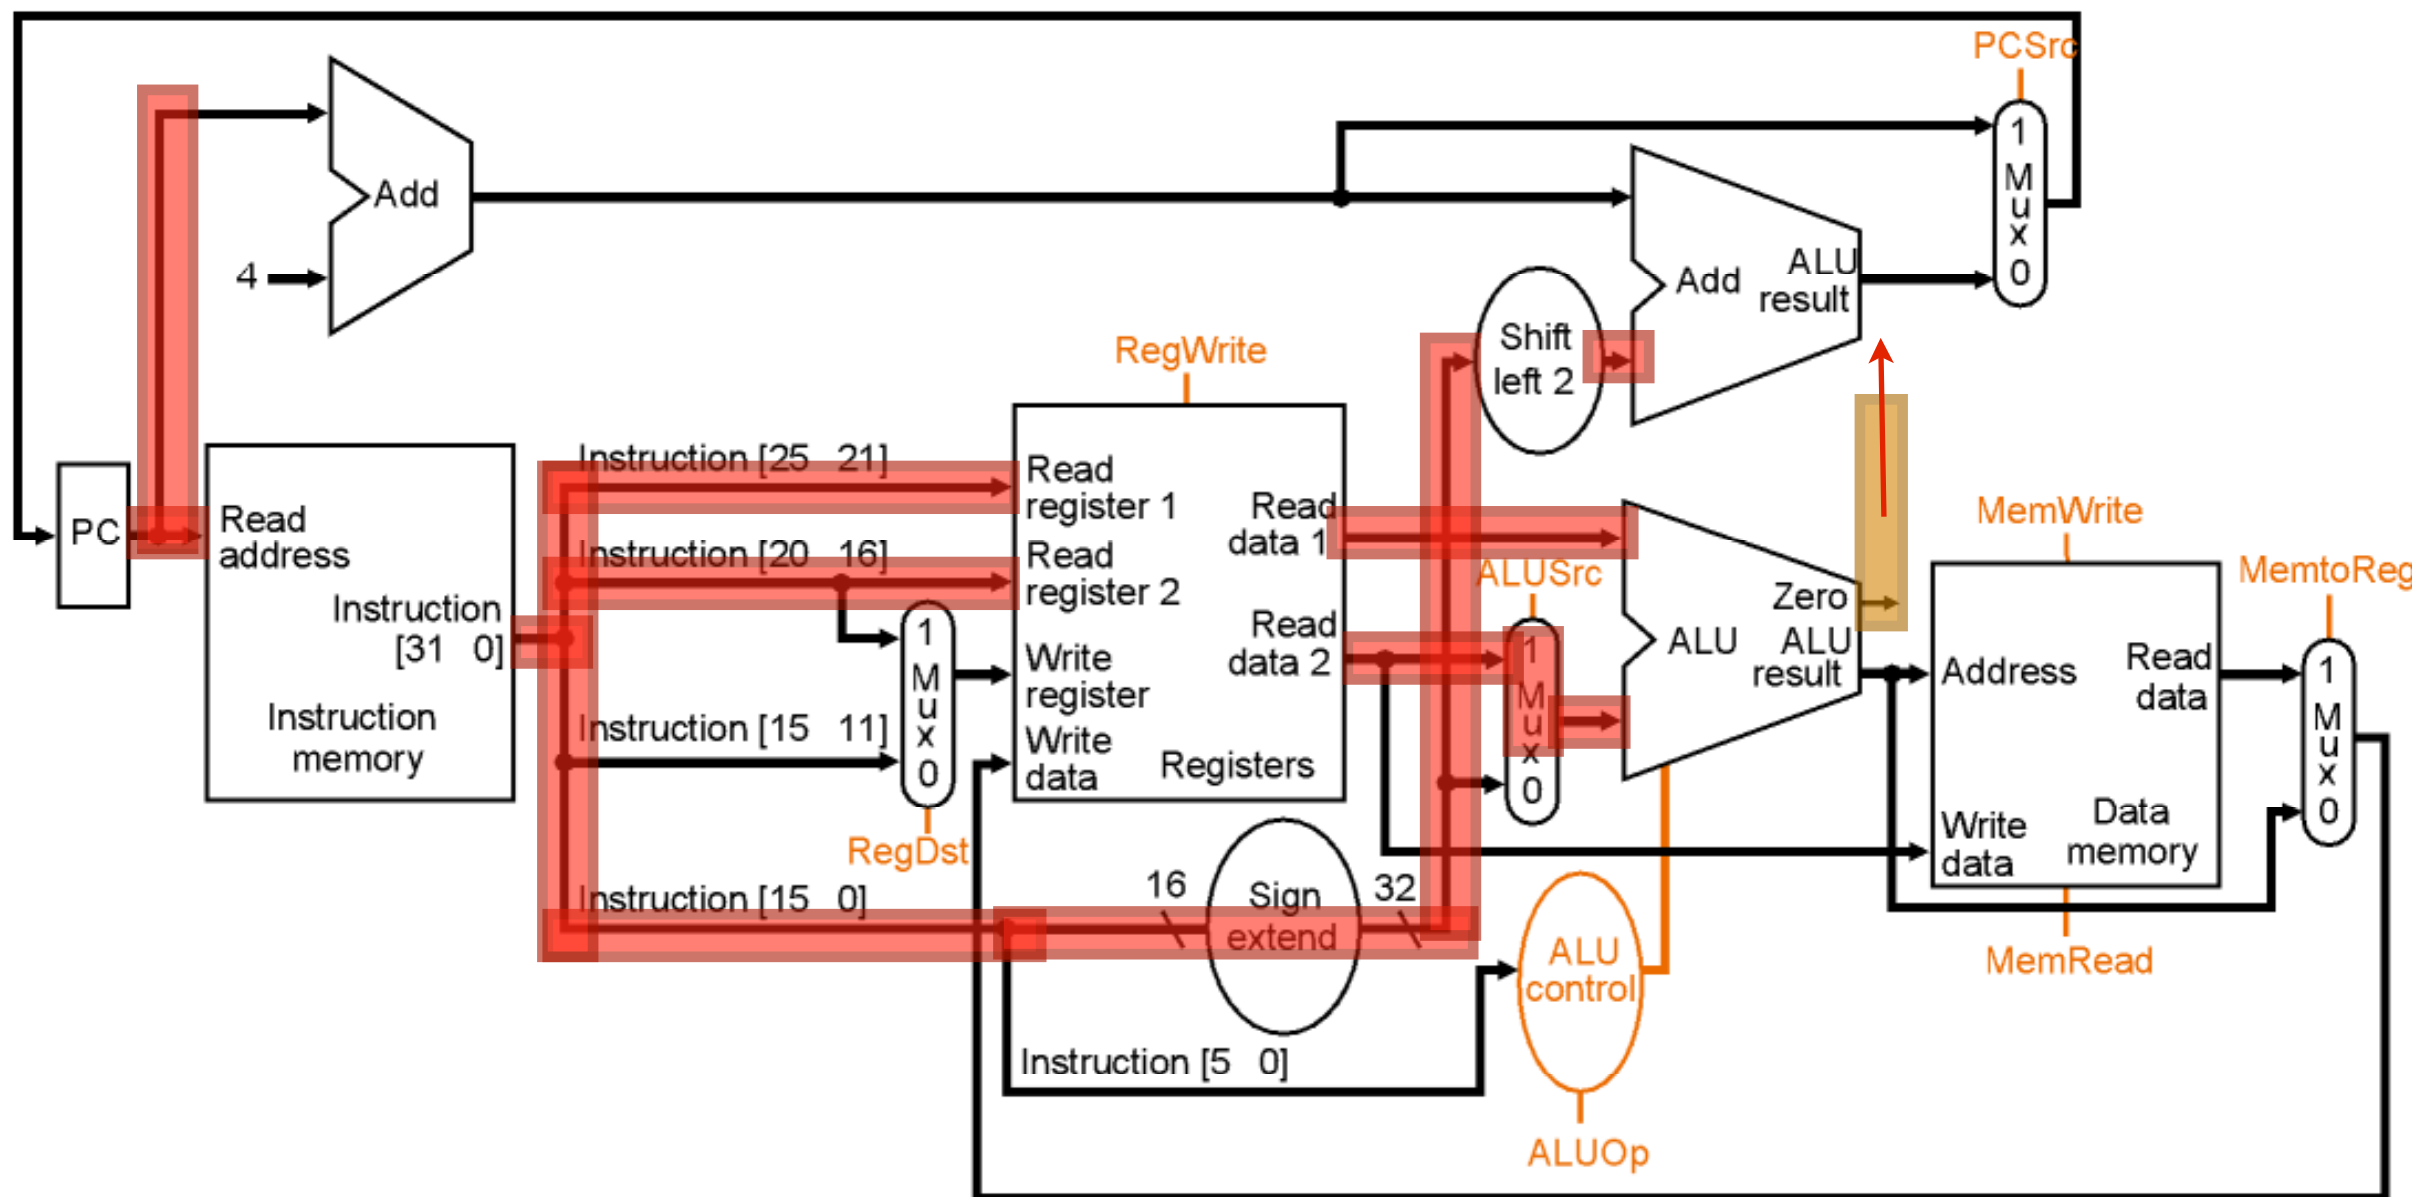 PCSrc
1
M
u
x
0
Add
4
Add
ALU
result
Shift
left 2
RegWrite
PC
Read
address
Instruction
[31 0]
Instruction
memory
Instruction [25 21]
Instruction [20 16]
Instruction [15 11]
Instruction [15 0]
1
M
u
x
0
RegDst
Read
register 1
Read
register 2
Write
register
Write
data
Registers
Read
data 1
Read
data 2
16
Sign
extend
32
Instruction [5 0]
ALUSrc
1
M
u
x
0
Zero
ALU
ALU
result
ALU
control
ALUOp
MemWrite
Address
Read
data
Write
data
Data
memory
MemRead
MemtoReg
1
M
u
x
0